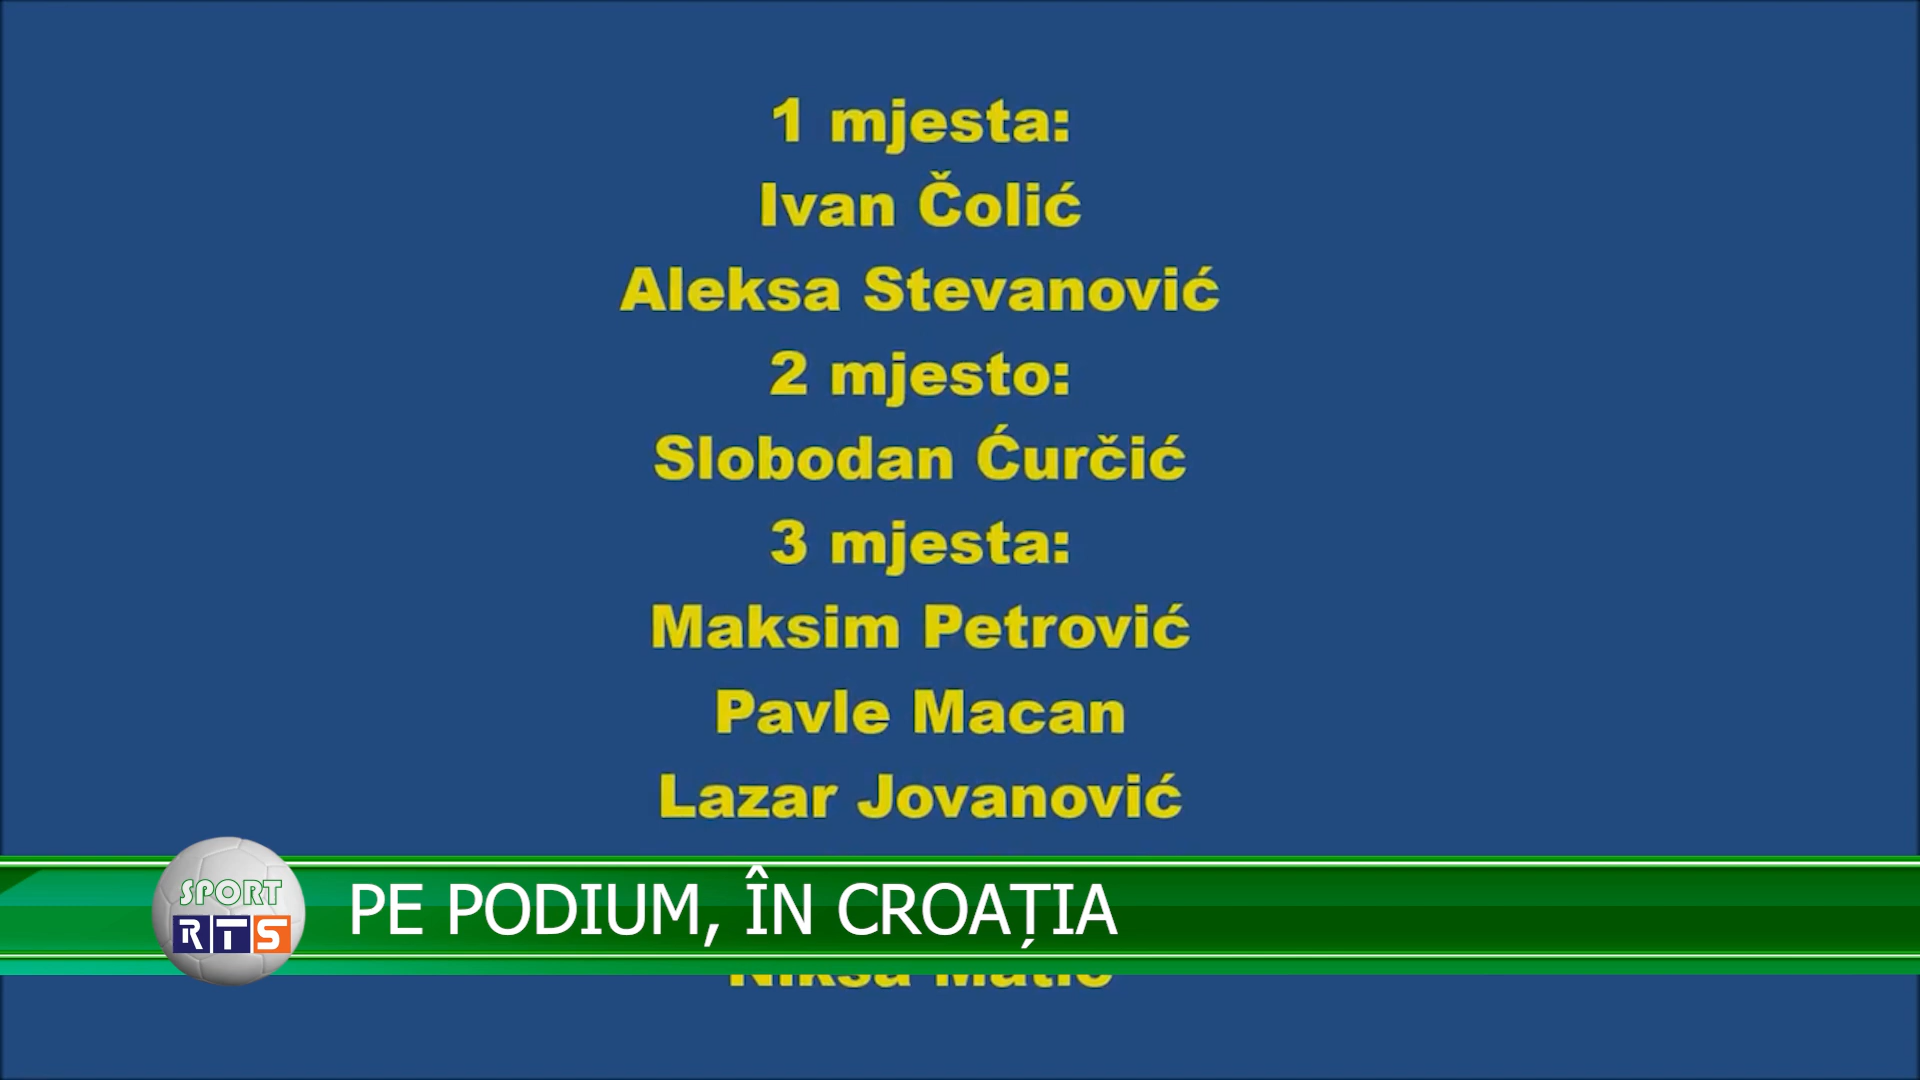 1 mjesta:
Ivan Čolić
Aleksa Stevanović
2 mjesto:
Slobodan Ćurčić
3 mjesta:
Maksim Petrović
Pavle Macan
Lazar Jovanović
SPORT
RTS
PE PODIUM, ÎN CROAȚIA